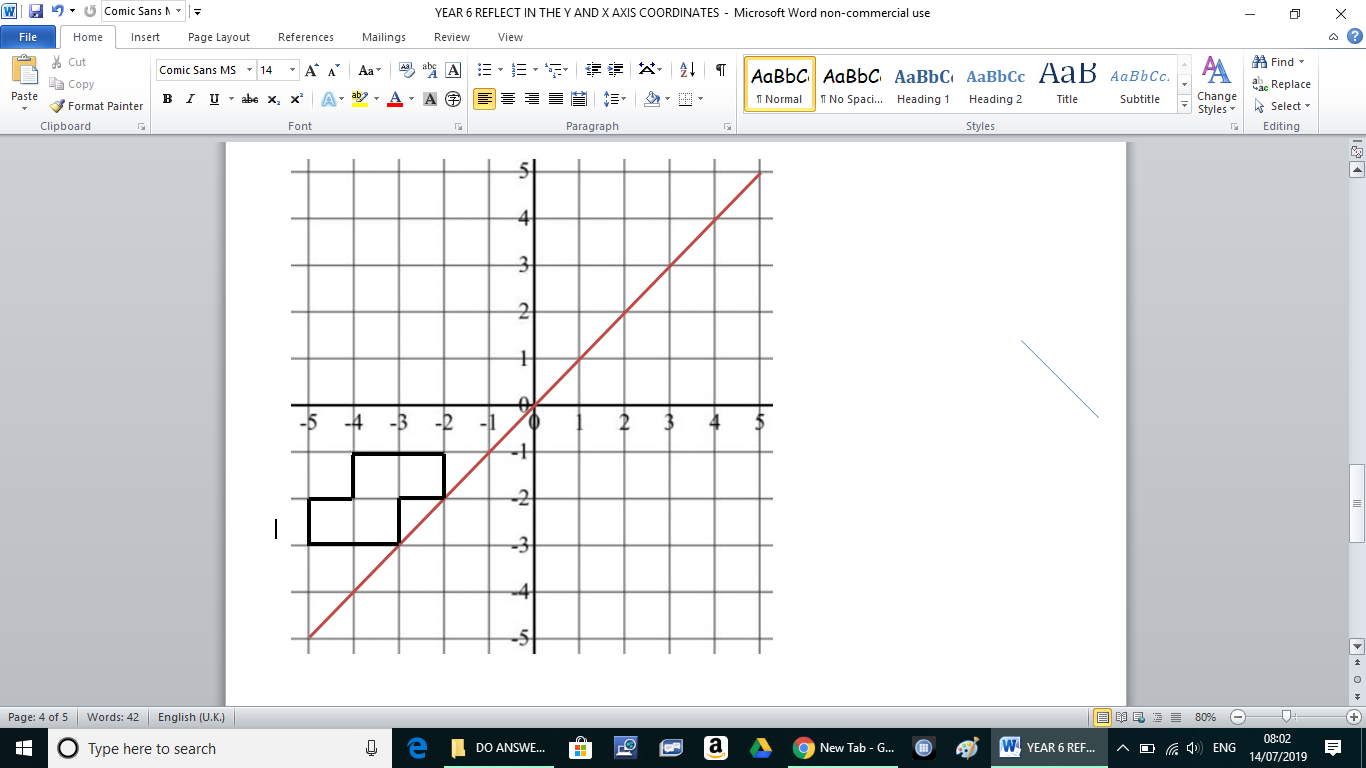 YEAR 6 REFLECT IN THE Y AND X AXIS COORDINATES - Microsoft Word non-commercial use
File Home Insert Page Layout References Mailings Review View
Paste
Cut
Copy
Format Painter
Clipboard
Comic Sans MS 14
Font
Paragraph
AaBbCc AaBbCc AaBbCc AaBbCc AaB AaBbCc.
¶ Normal ¶ No Spaci... Heading 1 Heading 2 Title Subtitle
Change Styles
Styles
Find
Replace
Select
Editing
5
4
3
2
1
0
-5 -4 -3 -2 -1 0 1 2 3 4 5
-1
-2
-3
-4
-5
Page: 4 of 5 Words: 42 English (U.K.) 80%
Type here to search
DO ANSWE...
New Tab - G...
YEAR 6 REF...
ENG
08:02
14/07/2019